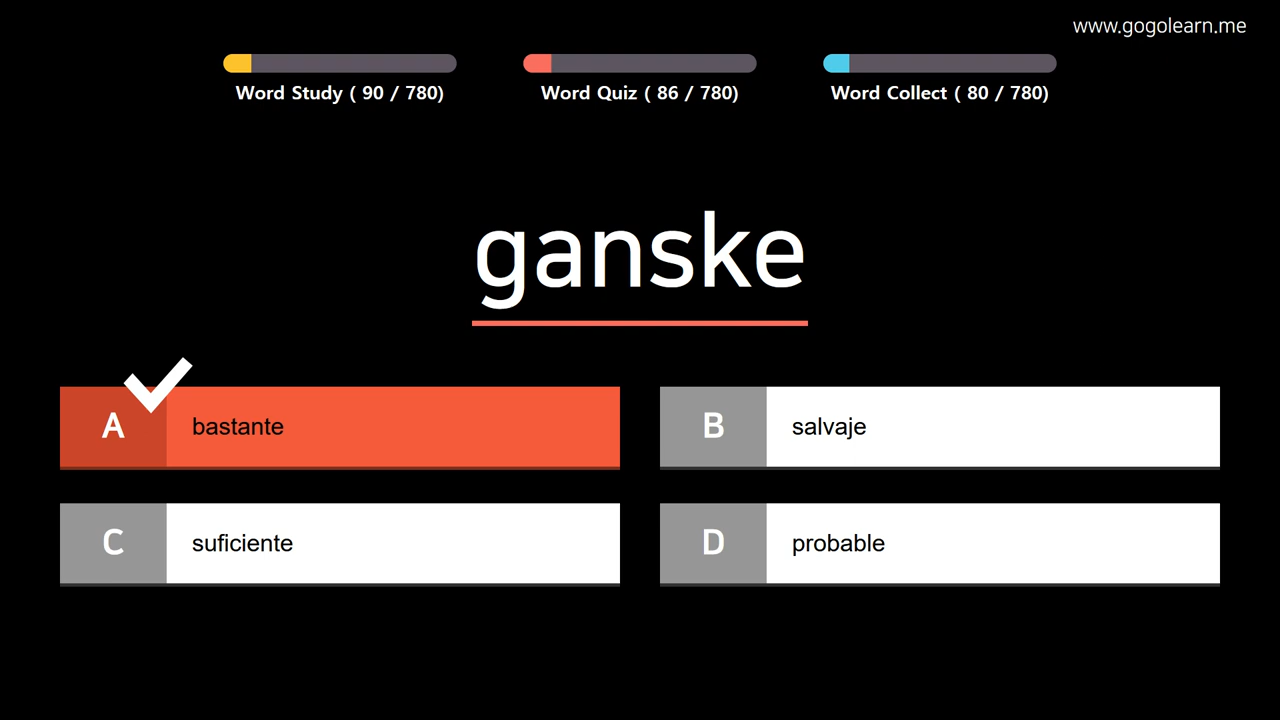 www.gogolearn.me
Word Study ( 90 / 780)
Word Quiz ( 86 / 780)
Word Collect ( 80 / 780)
ganske
A bastante
B salvaje
C suficiente
D probable